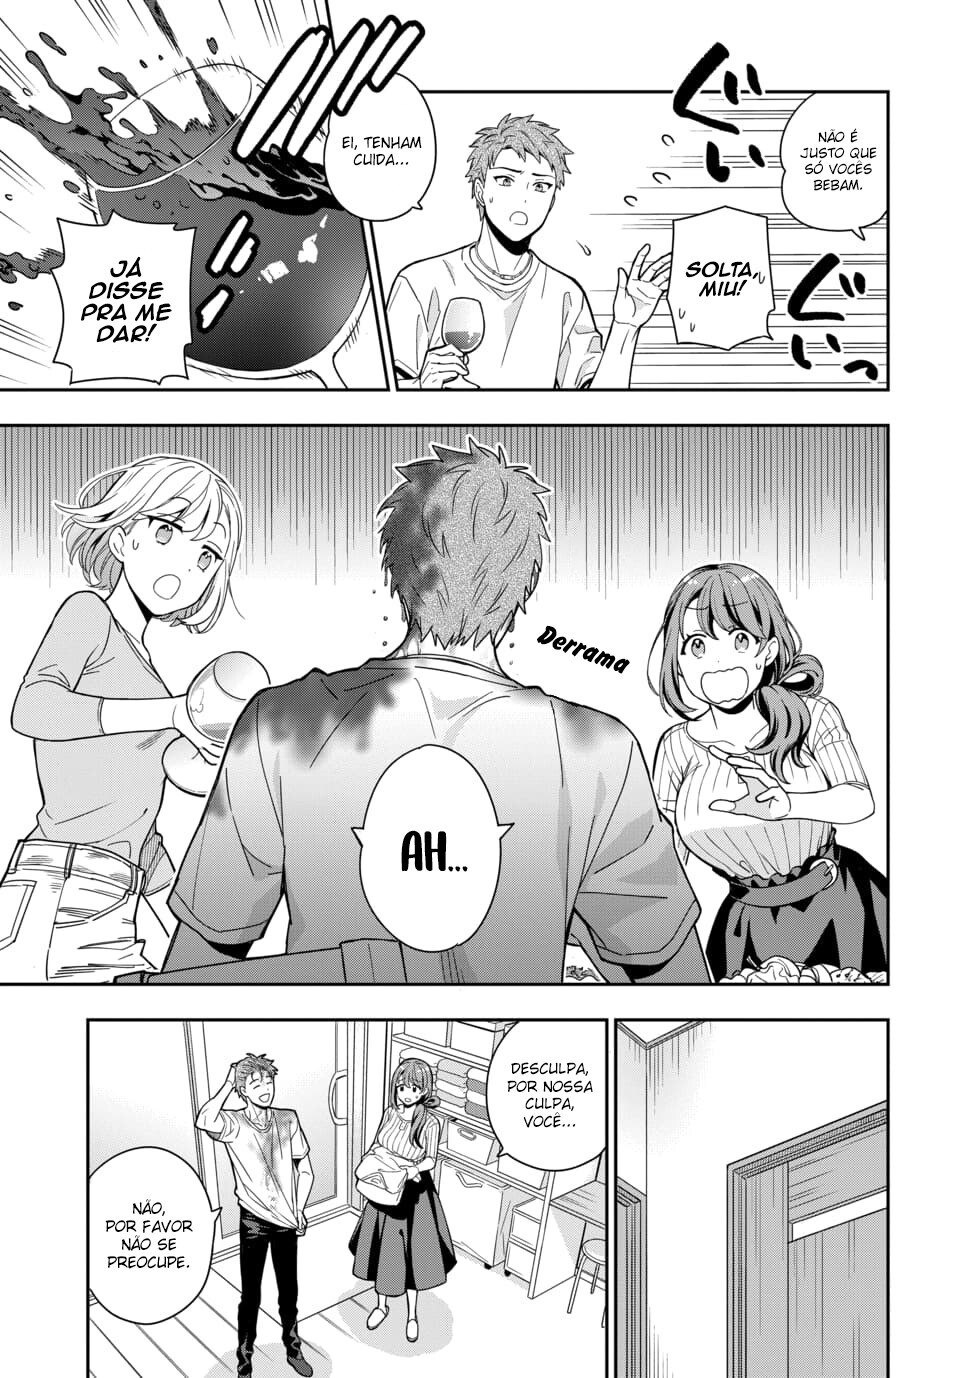 NÃO É
JUSTO QUE
SÓ VOCÊS
BEBAM.
ぐいっ
SOLTA,
MIU!
ぐいっ
EI, TENHAM
CUIDA...
JÁ
DISSE
PRA ME
DAR!
Derrama
AH...
DESCULPA,
POR NOSSA
CULPA,
VOCÊ...
NÃO,
POR FAVOR
NÃO SE
PREOCUPE.